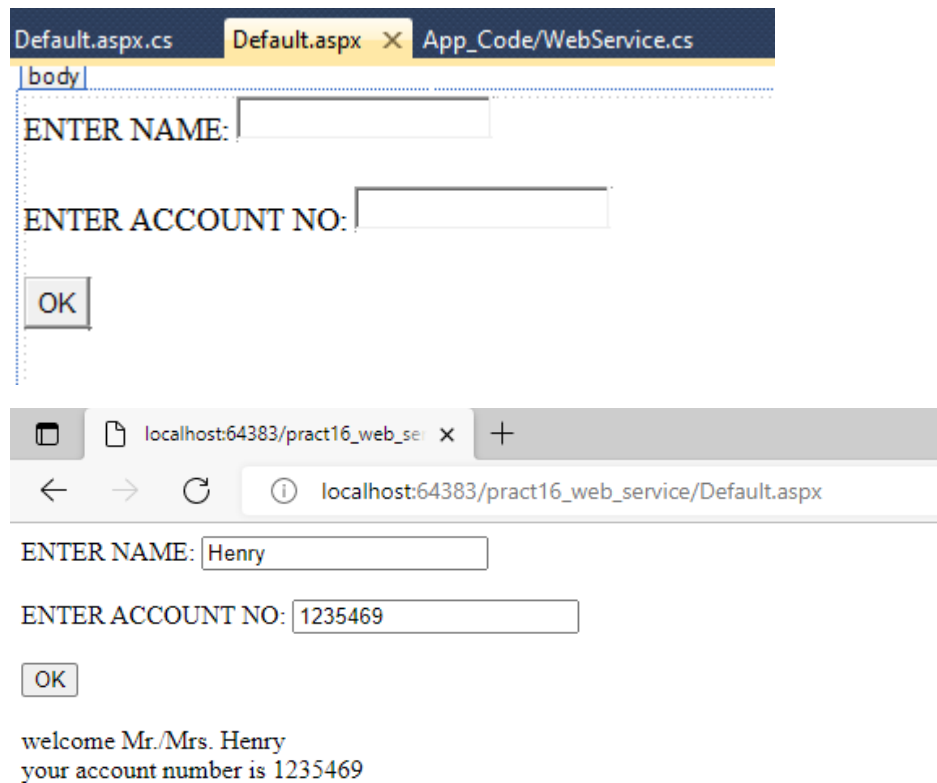 Default.aspx.cs Default.aspx App_Code/WebService.cs
body
ENTER NAME:
ENTER ACCOUNT NO:
OK
localhost:64383/pract16_web_ser
localhost:64383/pract16_web_service/Default.aspx
ENTER NAME: Henry
ENTER ACCOUNT NO: 1235469
OK
welcome Mr./Mrs. Henry
your account number is 1235469